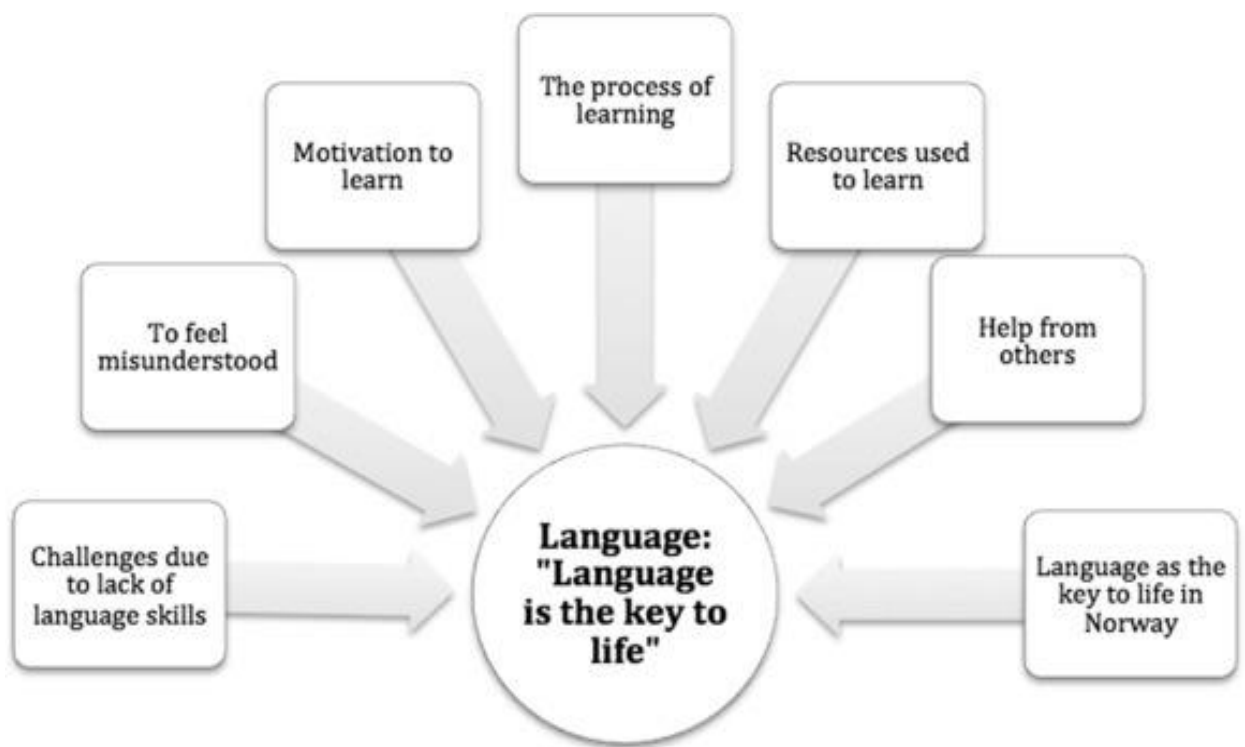 The process of
learning
Motivation to
learn
Resources used
to learn
To feel
misunderstood
Help from
others
Challenges due
to lack of
language skills
Language:
"Language
is the key to
life"
Language as the
key to life in
Norway